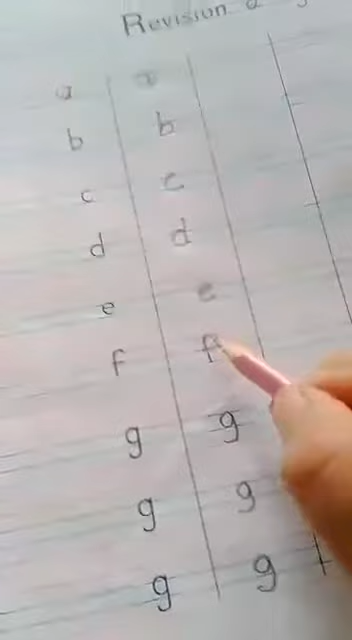 Revision a
a a
b b
c c
d d
e e
f f
g g
g g
g g